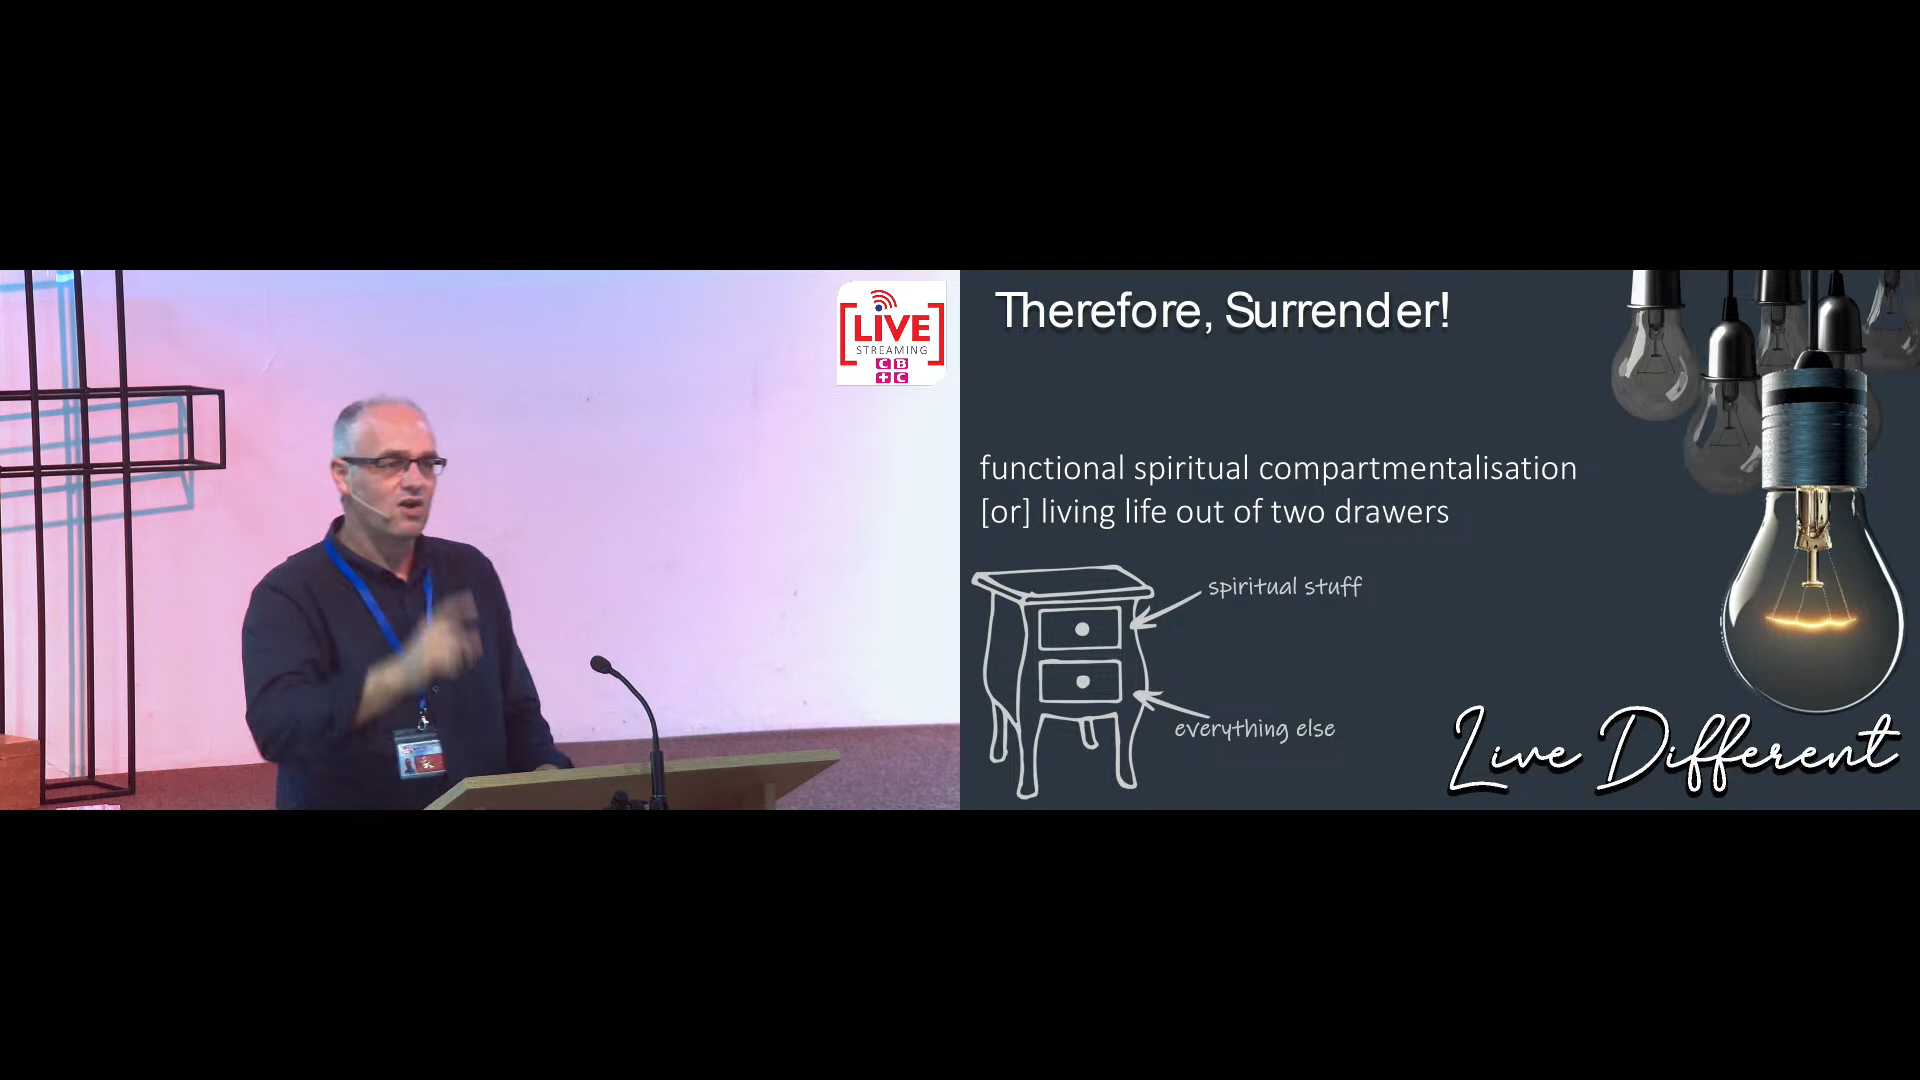 LIVE
STREAMING
C B
+ C
Therefore, Surrender!
functional spiritual compartmentalisation
[or] living life out of two drawers
spiritual stuff
everything else
Live Different